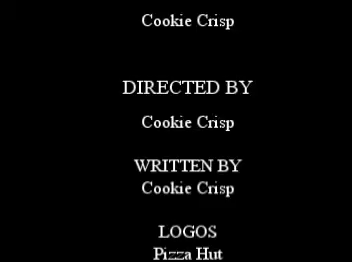 Cookie Crisp
DIRECTED BY
Cookie Crisp
WRITTEN BY
Cookie Crisp
LOGOS
Pizza Hut